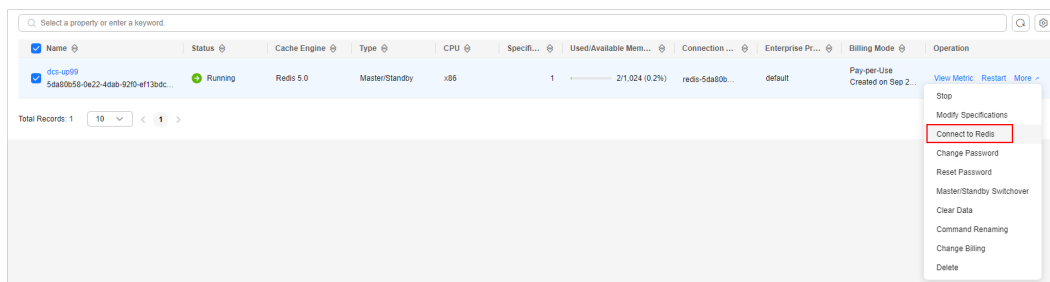 Select a property or enter a keyword.
Name Status Cache Engine Type CPU Specifi... Used/Available Mem... Connection ... Enterprise Pr... Billing Mode Operation
dcs-up99
5da80b58-0e22-4dab-92f0-ef13bdc...
Running Redis 5.0 Master/Standby x86 1 2/1,024 (0.2%) redis-5da80b... default
Pay-per-Use
Created on Sep 2...
View Metric Restart More
Total Records: 1 10 < 1 >
Stop
Modify Specifications
Connect to Redis
Change Password
Reset Password
Master/Standby Switchover
Clear Data
Command Renaming
Change Billing
Delete